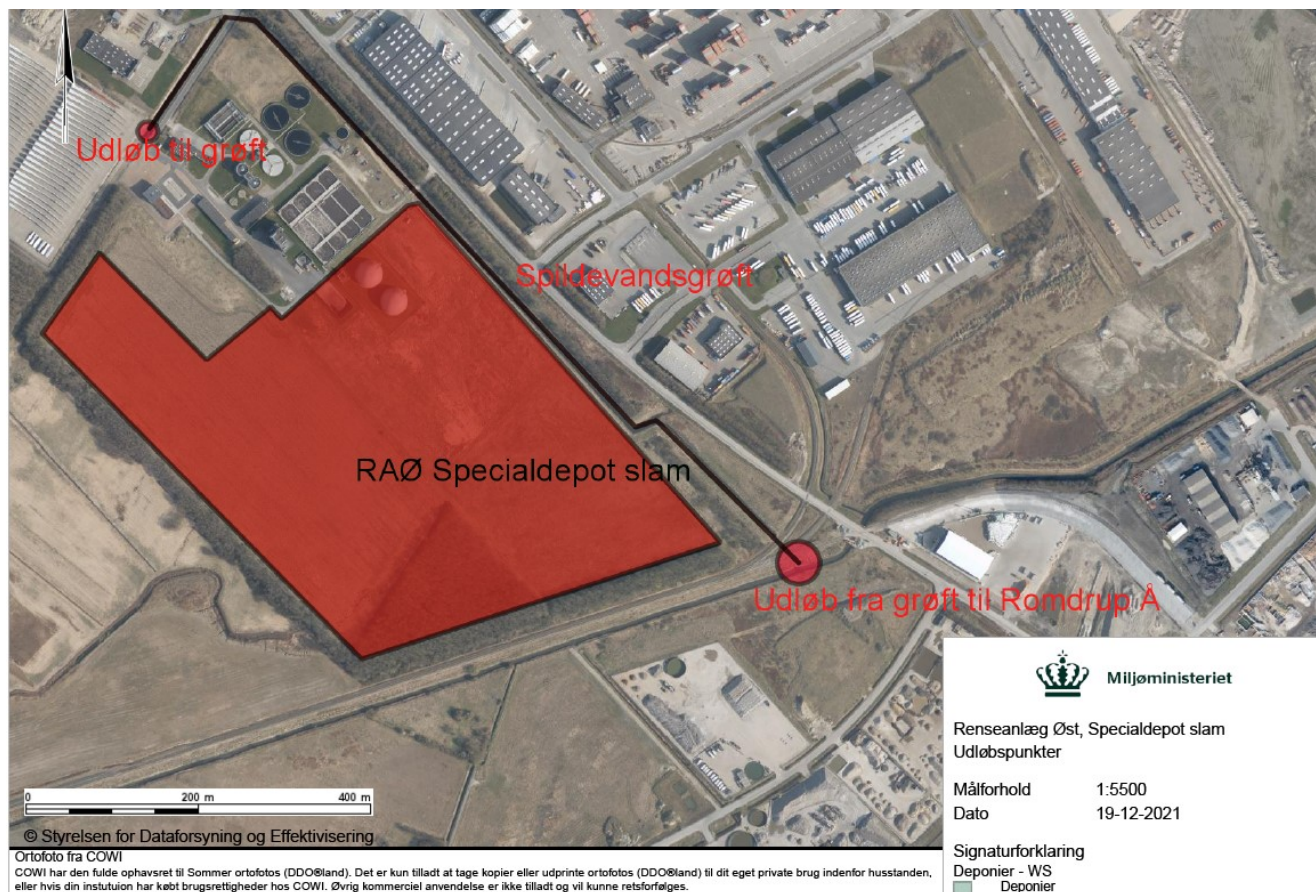 Udløb til grøft
Spildevandsgrøft
RAØ Specialdepot slam
Udløb fra grøft til Romdrup Å
0 200 m 400 m
© Styrelsen for Dataforsyning og Effektivisering
Ortofoto fra COWI
COWI har den fulde ophavsret til Sommer ortofotos (DDO®land). Det er kun tilladt at tage kopier eller udprinte ortofotos (DDO®land) til dit eget private brug indenfor husstanden,
eller hvis din instutuion har købt brugsrettigheder hos COWI. Øvrig kommerciel anvendelse er ikke tilladt og vil kunne retsforfølges.
Miljøministeriet
Renseanlæg Øst, Specialdepot slam
Udløbspunkter
Målforhold 1:5500
Dato 19-12-2021
Signaturforklaring
Deponier - WS
Deponier